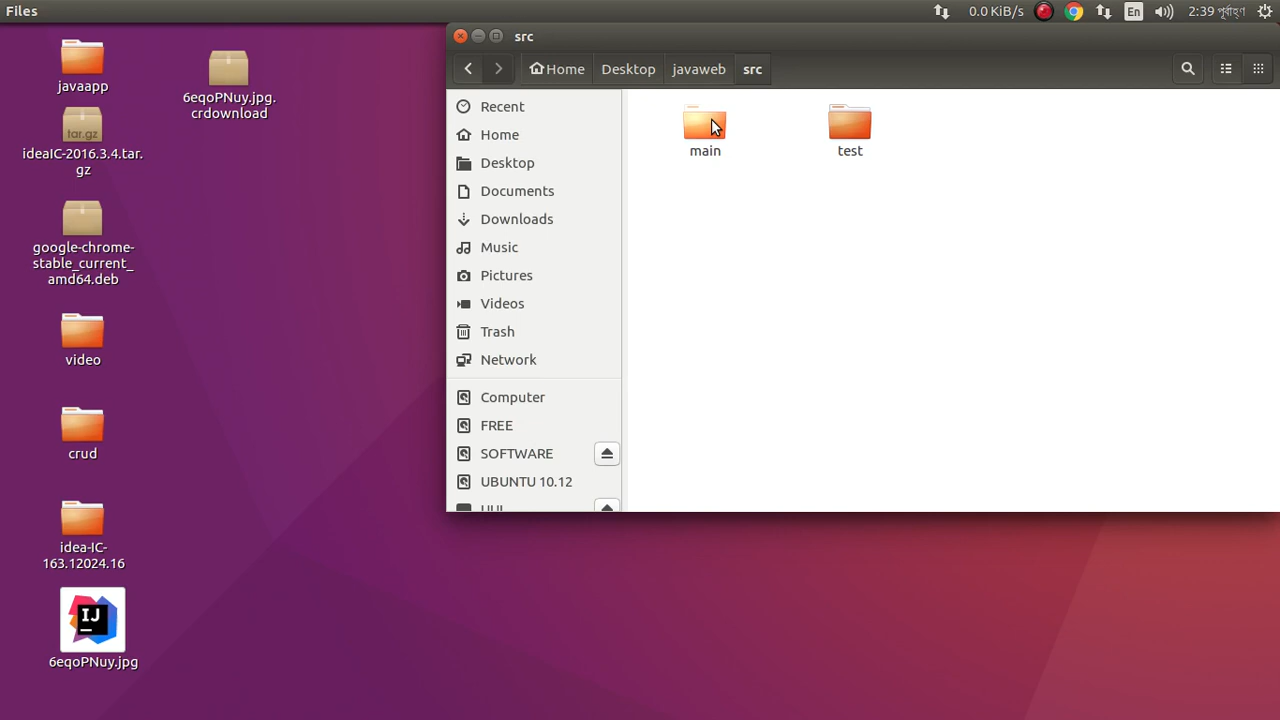 Files
0.0 KiB/s
En
2:39 পূর্বাহ্ণ
javaapp
tar.gz
ideaIC-2016.3.4.tar.
gz
google-chrome-
stable_current_
amd64.deb
video
crud
idea-IC-
163.12024.16
IJ
6eqoPNuy.jpg
6eqoPNuy.jpg.
crdownload
src
Home
Desktop
javaweb
src
Recent
Home
Desktop
Documents
Downloads
Music
Pictures
Videos
Trash
Network
Computer
FREE
SOFTWARE
UBUNTU 10.12
main
test